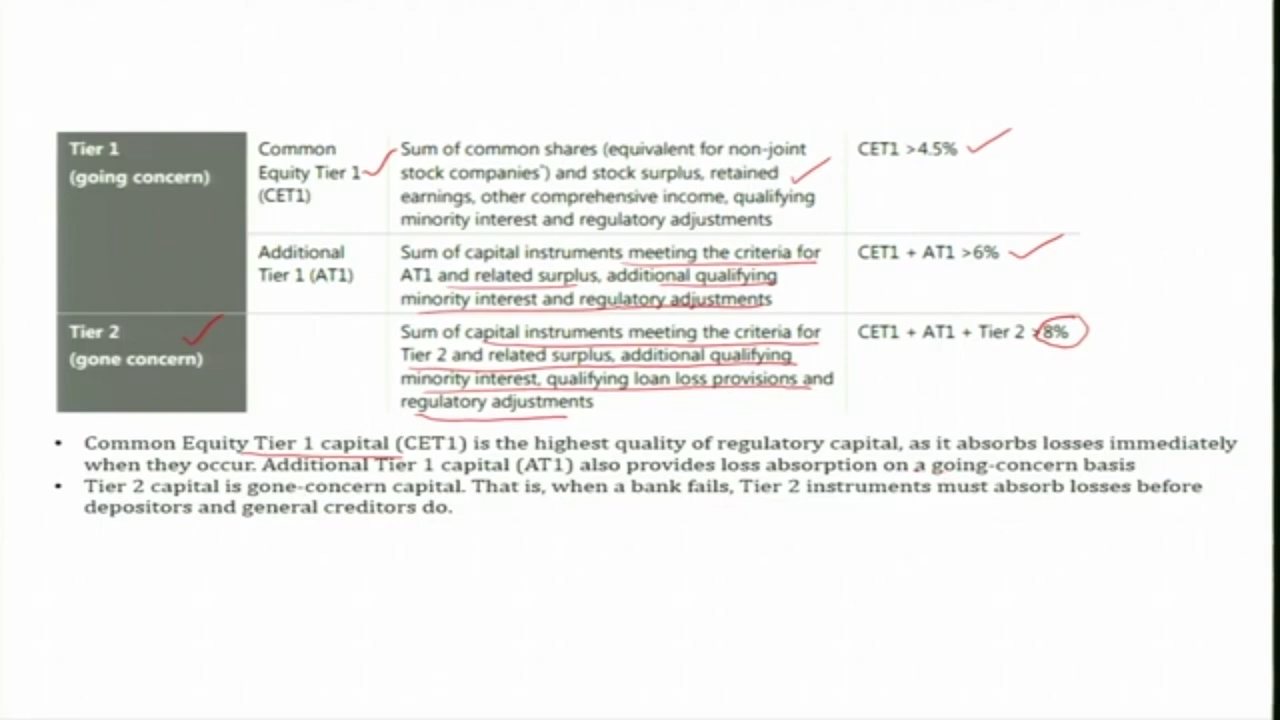 Tier 1
(going concern)
Common
Equity Tier 1
(CET1)
Sum of common shares (equivalent for non-joint
stock companies*) and stock surplus, retained
earnings, other comprehensive income, qualifying
minority interest and regulatory adjustments
CET1 >4.5%
Additional
Tier 1 (AT1)
Sum of capital instruments meeting the criteria for
AT1 and related surplus, additional qualifying
minority interest and regulatory adjustments
CET1 + AT1 >6%
Tier 2
(gone concern)
Sum of capital instruments meeting the criteria for
Tier 2 and related surplus, additional qualifying
minority interest, qualifying loan loss provisions and
regulatory adjustments
CET1 + AT1 + Tier 2 >8%
• Common Equity Tier 1 capital (CET1) is the highest quality of regulatory capital, as it absorbs losses immediately
when they occur. Additional Tier 1 capital (AT1) also provides loss absorption on a going-concern basis
• Tier 2 capital is gone-concern capital. That is, when a bank fails, Tier 2 instruments must absorb losses before
depositors and general creditors do.